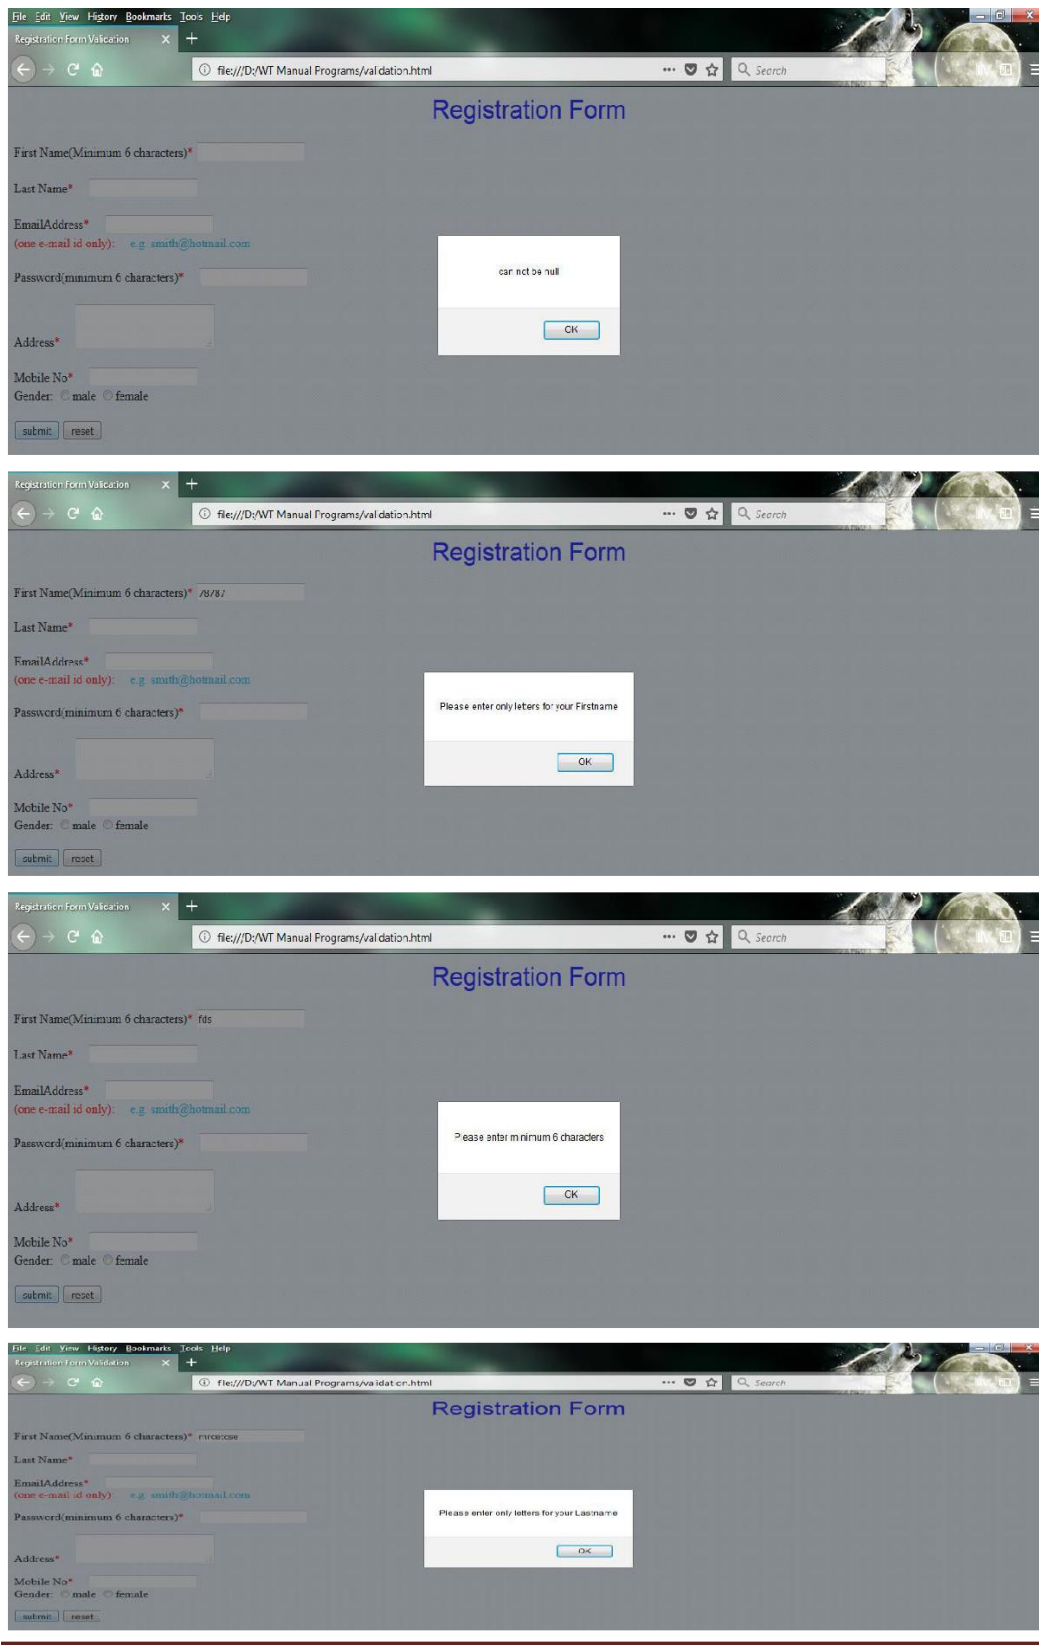 File Edit View History Bookmarks Tools Help
Registration Form Validation × +
file:///D:/WT Manual Programs/validation.html Search
Registration Form
First Name(Minimum 6 characters)*
Last Name*
EmailAddress*
(one e-mail id only): e.g. smith@hotmail.com
can not be null
Password(minimum 6 characters)*
OK
Address*
Mobile No*
Gender: male female
submit reset
Registration Form Validation × +
file:///D:/WT Manual Programs/validation.html Search
Registration Form
First Name(Minimum 6 characters)* 78787
Last Name*
EmailAddress*
(one e-mail id only): e.g. smith@hotmail.com
Password(minimum 6 characters)*
Please enter only letters for your Firstname
OK
Address*
Mobile No*
Gender: male female
submit reset
Registration Form Validation × +
file:///D:/WT Manual Programs/validation.html Search
Registration Form
First Name(Minimum 6 characters)* fds
Last Name*
EmailAddress*
(one e-mail id only): e.g. smith@hotmail.com
Please enter minimum 6 characters
Password(minimum 6 characters)*
OK
Address*
Mobile No*
Gender: male female
submit reset
File Edit View History Bookmarks Tools Help
Registration Form Validation × +
file:///D:/WT Manual Programs/validation.html Search
Registration Form
First Name(Minimum 6 characters)*
Last Name*
EmailAddress*
(one e-mail id only): e.g. smith@hotmail.com
Please enter only letters for your Lastname
Password(minimum 6 characters)*
OK
Address*
Mobile No*
Gender: male female
submit reset